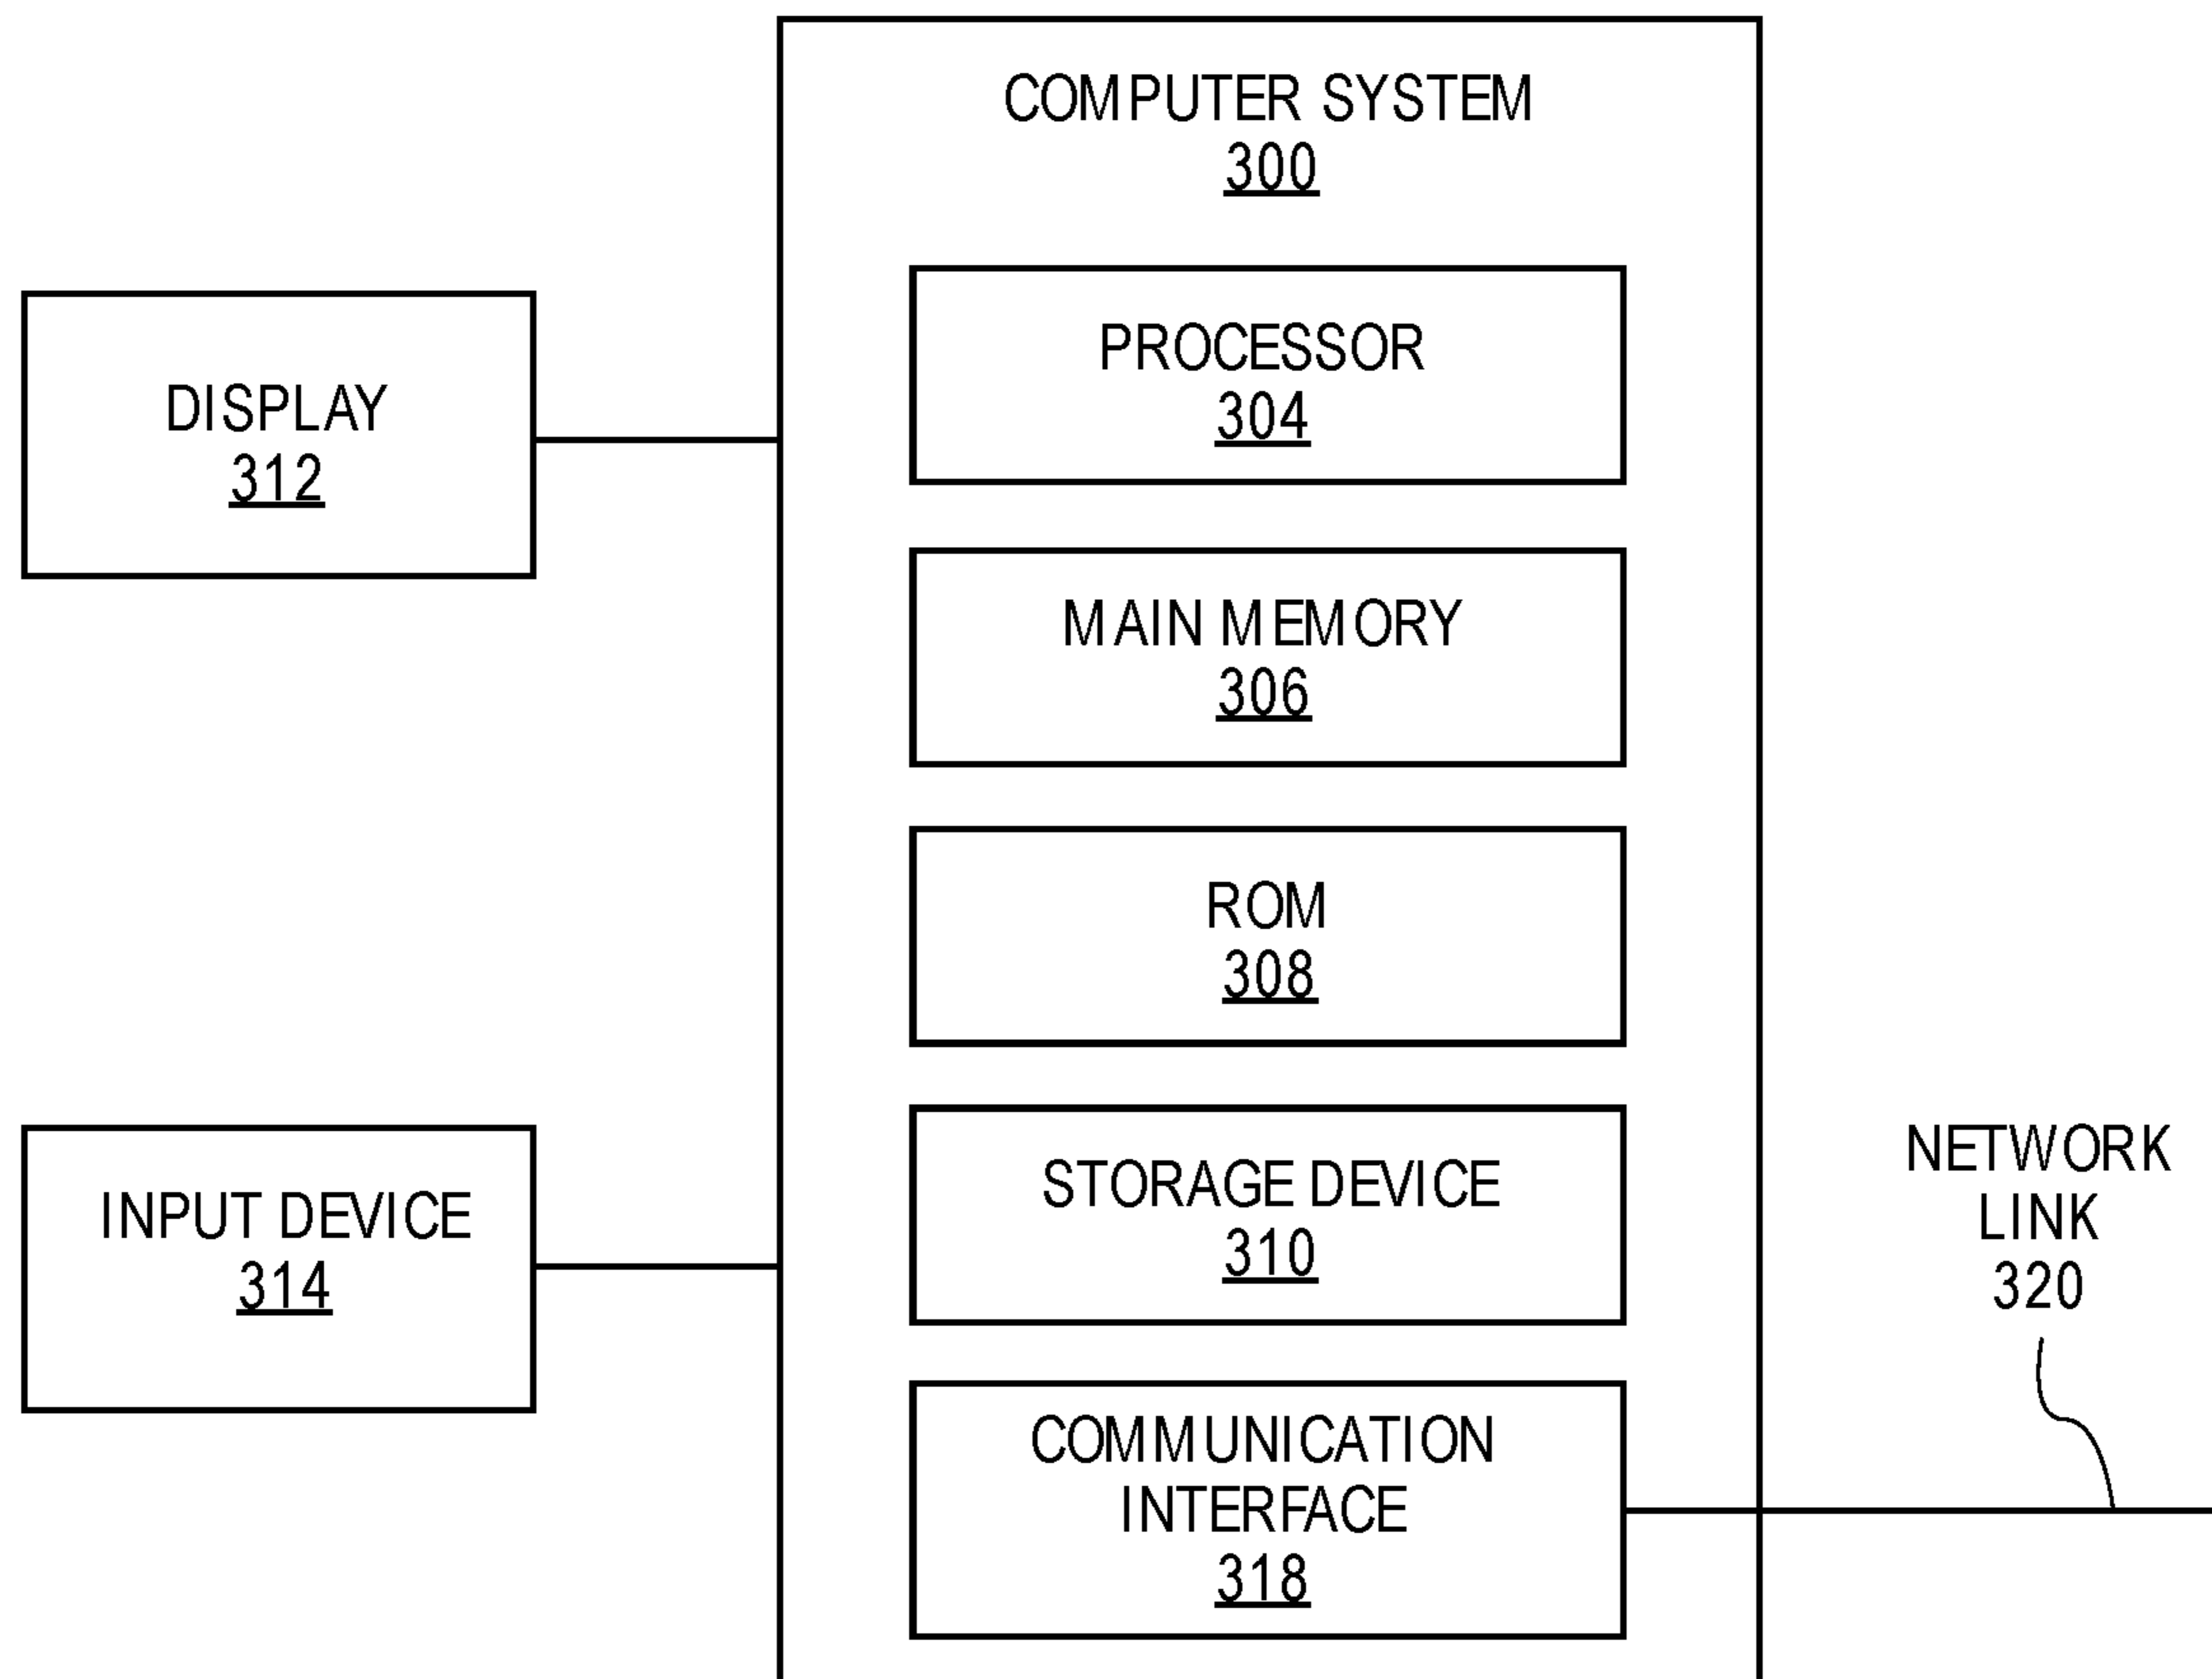 COMPUTER SYSTEM
300
PROCESSOR
304
DISPLAY
312
MAIN MEMORY
306
ROM
308
STORAGE DEVICE
310
INPUT DEVICE
314
NETWORK
LINK
320
COMMUNICATION
INTERFACE
318